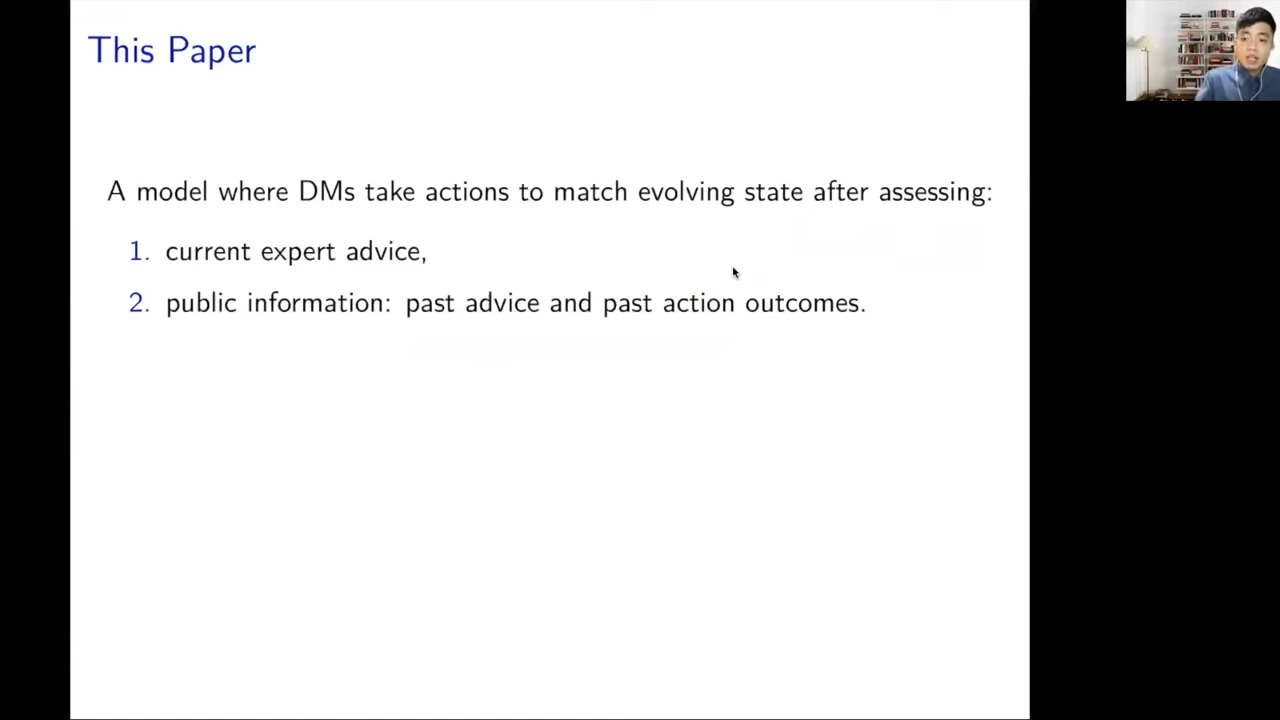 This Paper
A model where DMs take actions to match evolving state after assessing:
1. current expert advice,
2. public information: past advice and past action outcomes.